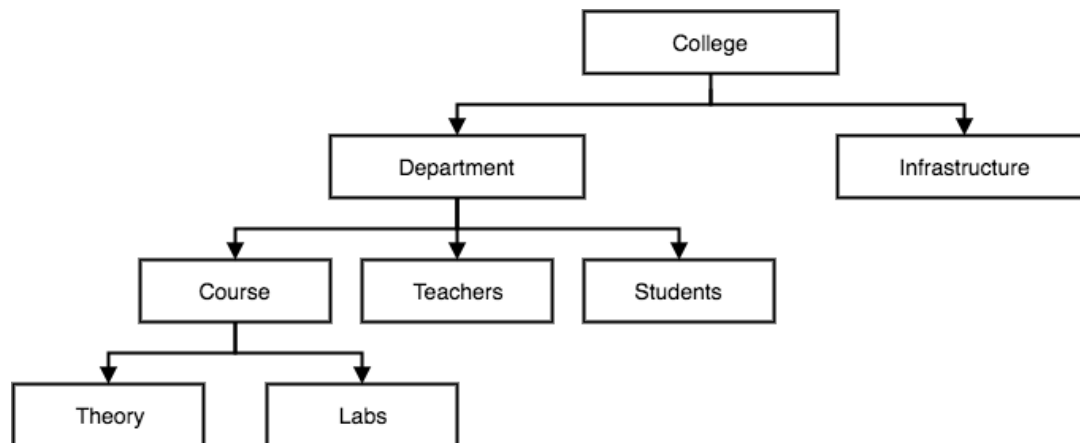 College
Department
Infrastructure
Course
Teachers
Students
Theory
Labs